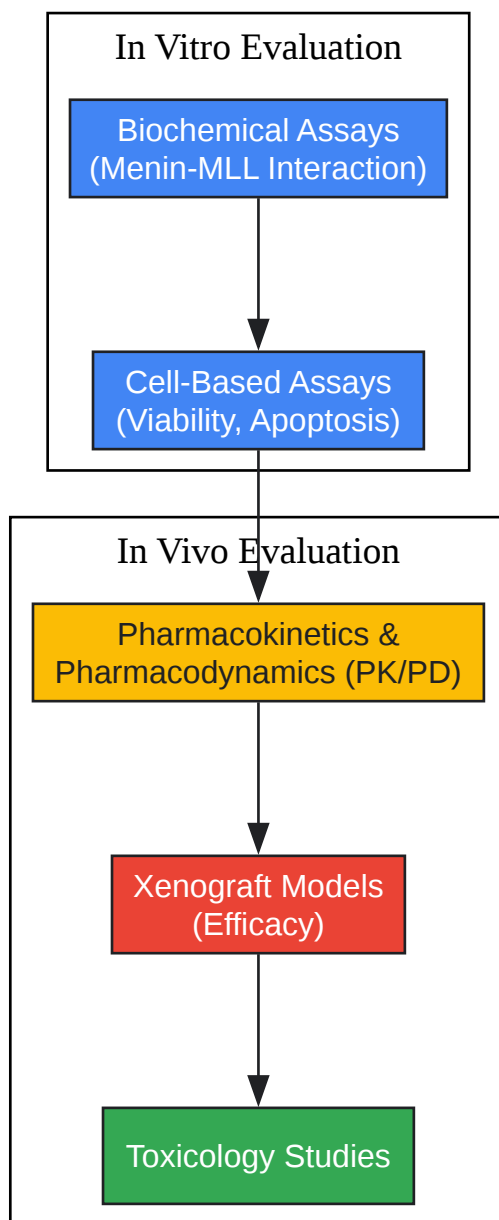 In Vitro Evaluation
Biochemical Assays
(Menin-MLL Interaction)
Cell-Based Assays
(Viability, Apoptosis)
In Vivo Evaluation
Pharmacokinetics &
Pharmacodynamics (PK/PD)
Xenograft Models
(Efficacy)
Toxicology Studies